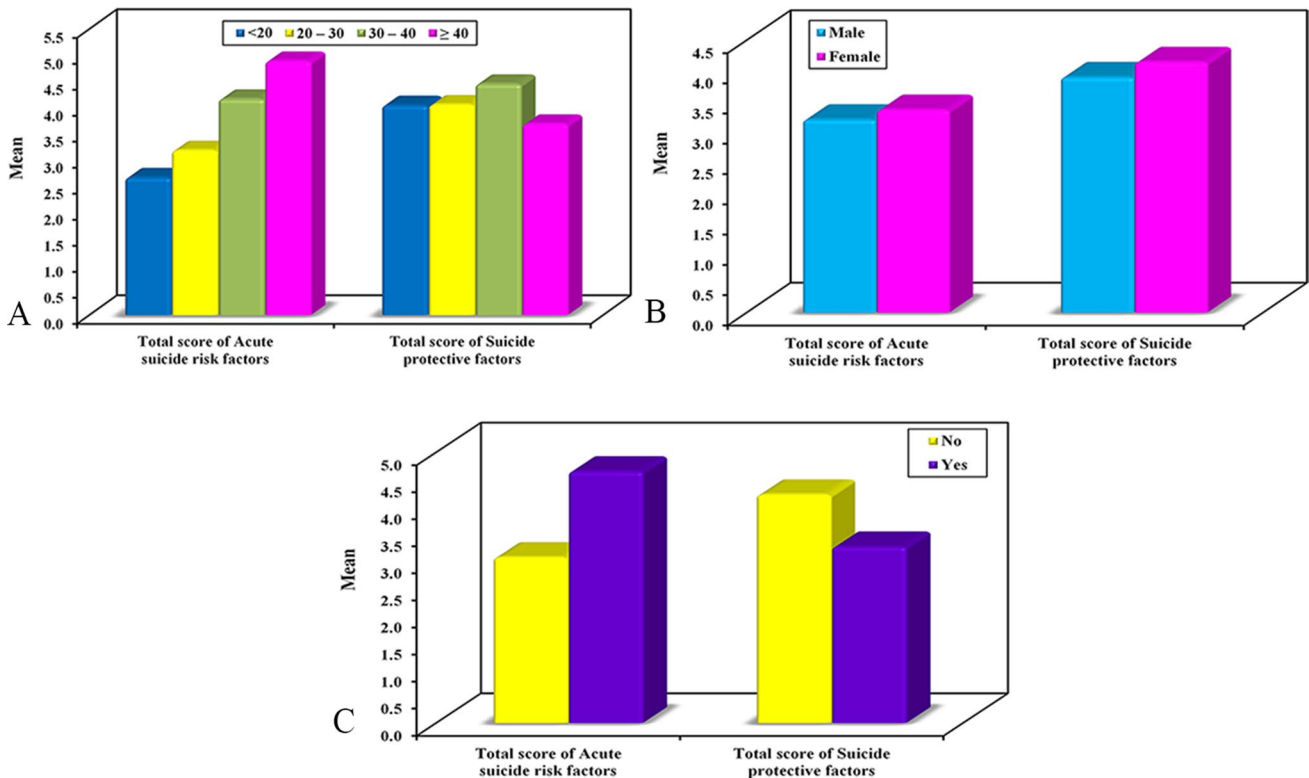 <20 20 – 30 30 – 40 ≥ 40
5.5
5.0
4.5
4.0
3.5
3.0
2.5
2.0
1.5
1.0
0.5
0.0
Mean
A
Total score of Acute
suicide risk factors
Total score of Suicide
protective factors
Male
Female
4.5
4.0
3.5
3.0
2.5
2.0
1.5
1.0
0.5
0.0
Mean
B
Total score of Acute
suicide risk factors
Total score of Suicide
protective factors
No
Yes
5.0
4.5
4.0
3.5
3.0
2.5
2.0
1.5
1.0
0.5
0.0
Mean
C
Total score of Acute
suicide risk factors
Total score of Suicide
protective factors